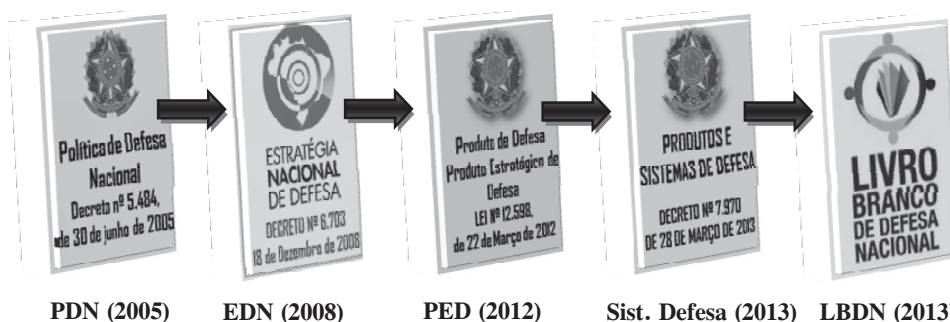 Política de Defesa
Nacional
Decreto nº 5.484,
de 30 de junho de 2005
ESTRATÉGIA
NACIONAL
DE DEFESA
DECRETO Nº 6.703
18 de Dezembro de 2008
Produto de Defesa
Produto Estratégico de
Defesa
LEI Nº 12.598,
de 22 de Março de 2012
PRODUTOS E
SISTEMAS DE DEFESA
DECRETO Nº 7.970
DE 28 DE MARÇO DE 2013
LIVRO
BRANCO
DE DEFESA
NACIONAL
PDN (2005) EDN (2008) PED (2012) Sist. Defesa (2013) LBDN (2013